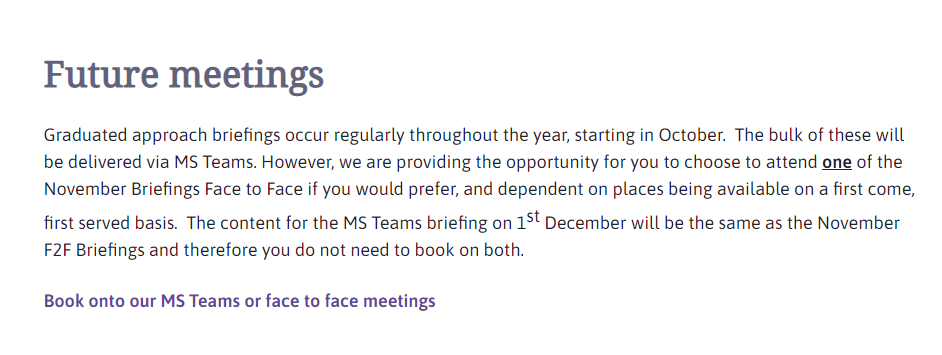 Future meetings
Graduated approach briefings occur regularly throughout the year, starting in October.  The bulk of these will
be delivered via MS Teams. However, we are providing the opportunity for you to choose to attend one of the
November Briefings Face to Face if you would prefer, and dependent on places being available on a first come,
first served basis.  The content for the MS Teams briefing on 1st December will be the same as the November
F2F Briefings and therefore you do not need to book on both.
Book onto our MS Teams or face to face meetings